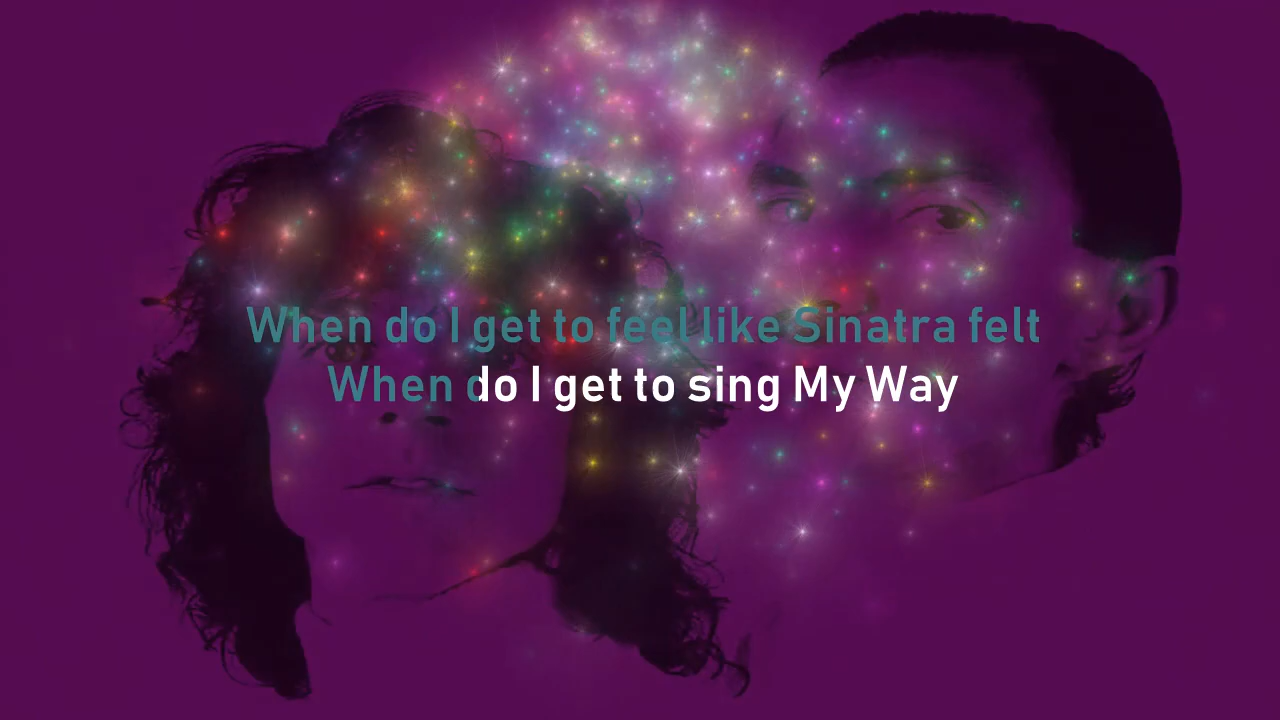 When do I get to feel like Sinatra felt
When do I get to sing My Way